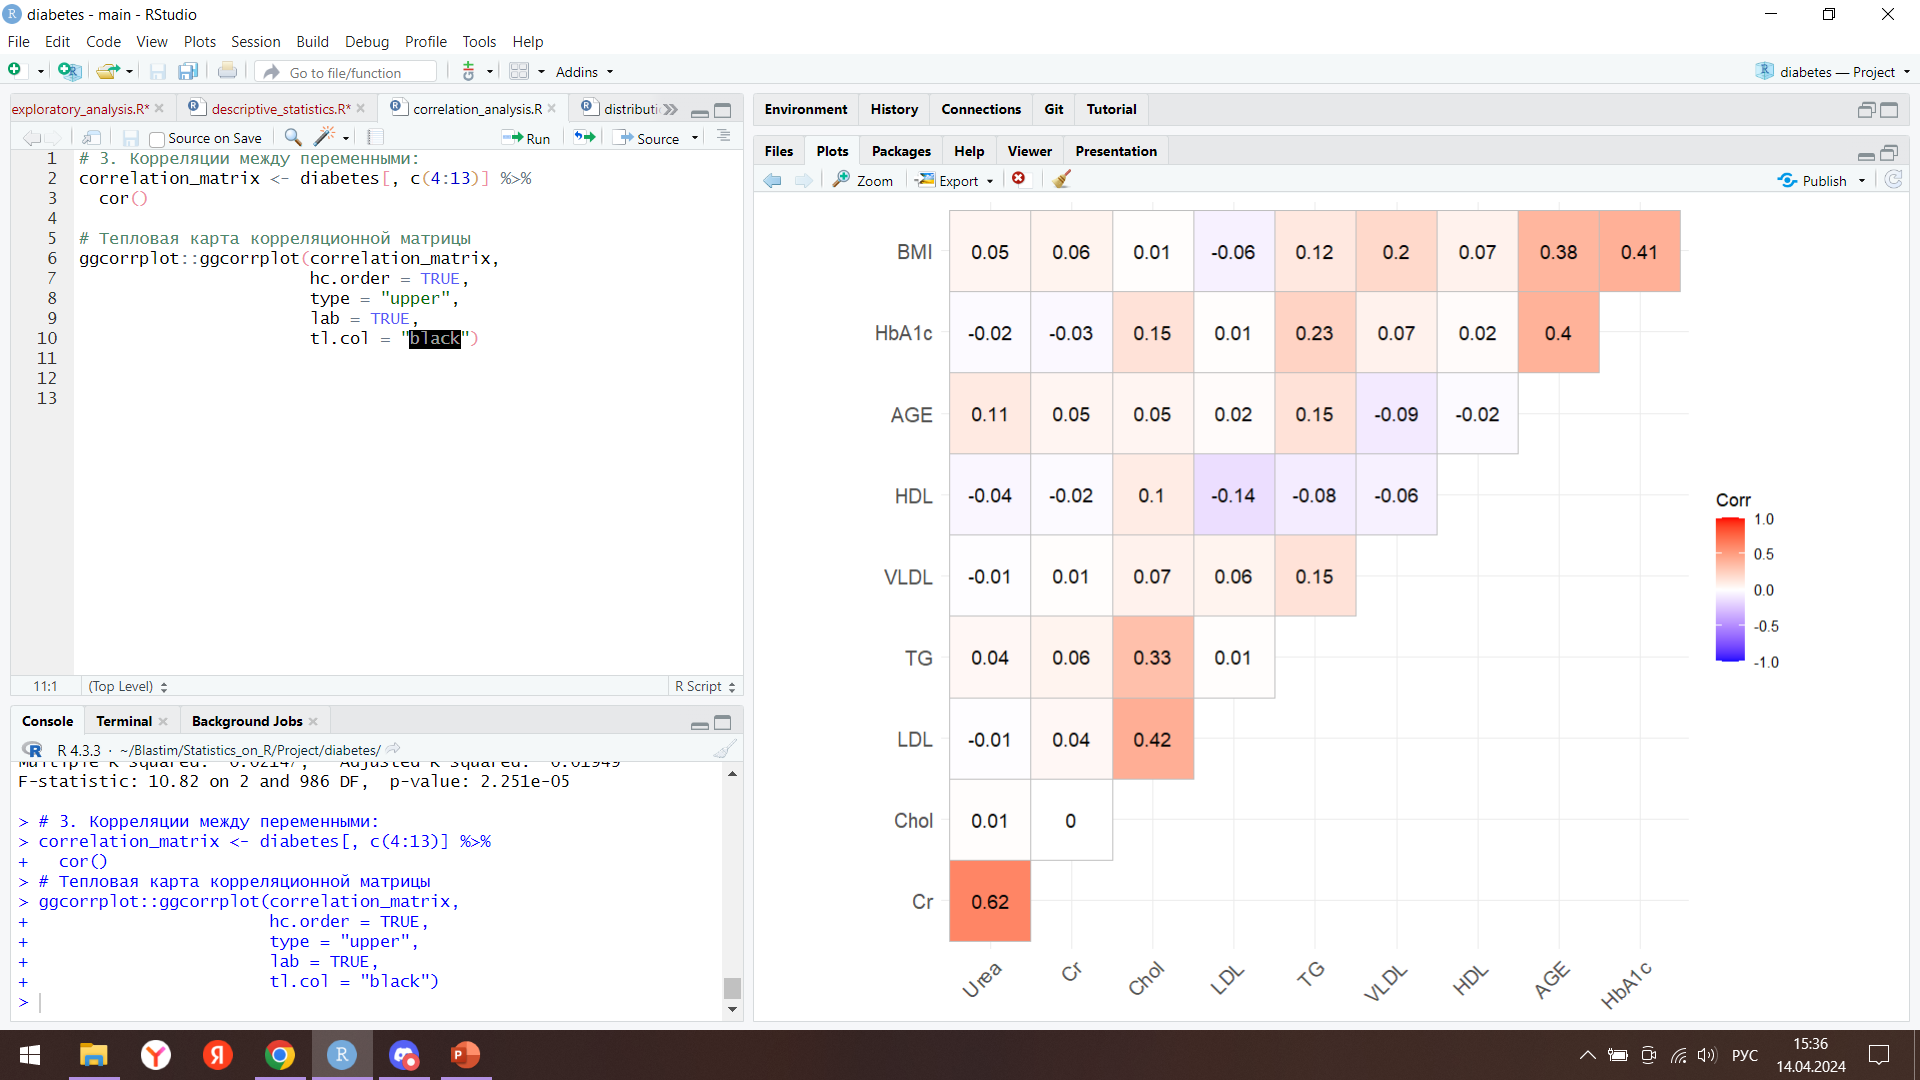 diabetes - main - RStudio
File Edit Code View Plots Session Build Debug Profile Tools Help
Go to file/function Addins diabetes — Project
exploratory_analysis.R* descriptive_statistics.R* correlation_analysis.R distributi
Source on Save Run Source
1 # 3. Корреляции между переменными:
2 correlation_matrix <- diabetes[, c(4:13)] %>%
3 cor()
4
5 # Тепловая карта корреляционной матрицы
6 ggcorrplot::ggcorrplot(correlation_matrix,
7 hc.order = TRUE,
8 type = "upper",
9 lab = TRUE,
10 tl.col = "black")
11
12
13
11:1 (Top Level) R Script
Console Terminal Background Jobs
R 4.3.3 · ~/Blastim/Statistics_on_R/Project/diabetes/
Multiple R-squared: 0.02147, Adjusted R-squared: 0.01949
F-statistic: 10.82 on 2 and 986 DF, p-value: 2.251e-05
> # 3. Корреляции между переменными:
> correlation_matrix <- diabetes[, c(4:13)] %>%
+ cor()
> # Тепловая карта корреляционной матрицы
> ggcorrplot::ggcorrplot(correlation_matrix,
+ hc.order = TRUE,
+ type = "upper",
+ lab = TRUE,
+ tl.col = "black")
>
Environment History Connections Git Tutorial
Files Plots Packages Help Viewer Presentation
Zoom Export Publish
BMI 0.05 0.06 0.01 -0.06 0.12 0.2 0.07 0.38 0.41
HbA1c -0.02 -0.03 0.15 0.01 0.23 0.07 0.02 0.4
AGE 0.11 0.05 0.05 0.02 0.15 -0.09 -0.02
HDL -0.04 -0.02 0.1 -0.14 -0.08 -0.06
VLDL -0.01 0.01 0.07 0.06 0.15
TG 0.04 0.06 0.33 0.01
LDL -0.01 0.04 0.42
Chol 0.01 0
Cr 0.62
Urea Cr Chol LDL TG VLDL HDL AGE HbA1c
Corr
1.0
0.5
0.0
-0.5
-1.0
РУС
15:36
14.04.2024